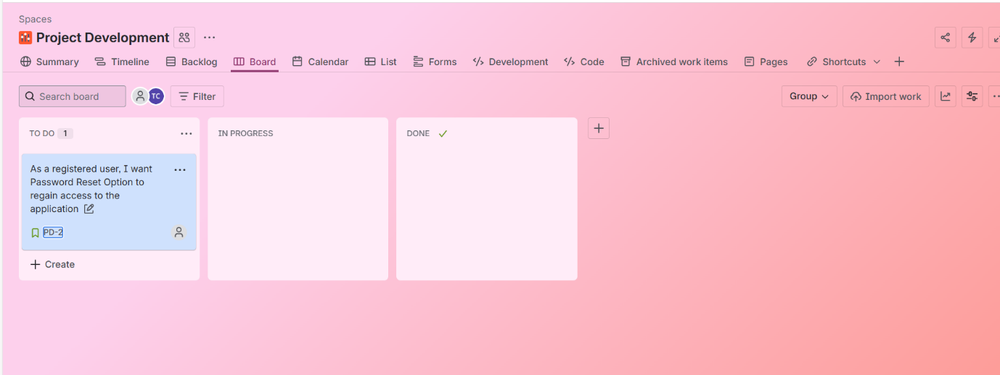 Spaces
Project Development
Summary Timeline Backlog Board Calendar List Forms Development Code Archived work items Pages Shortcuts
Search board TC Filter Group Import work
TO DO 1 IN PROGRESS DONE
As a registered user, I want
Password Reset Option to
regain access to the
application
PD-2
Create